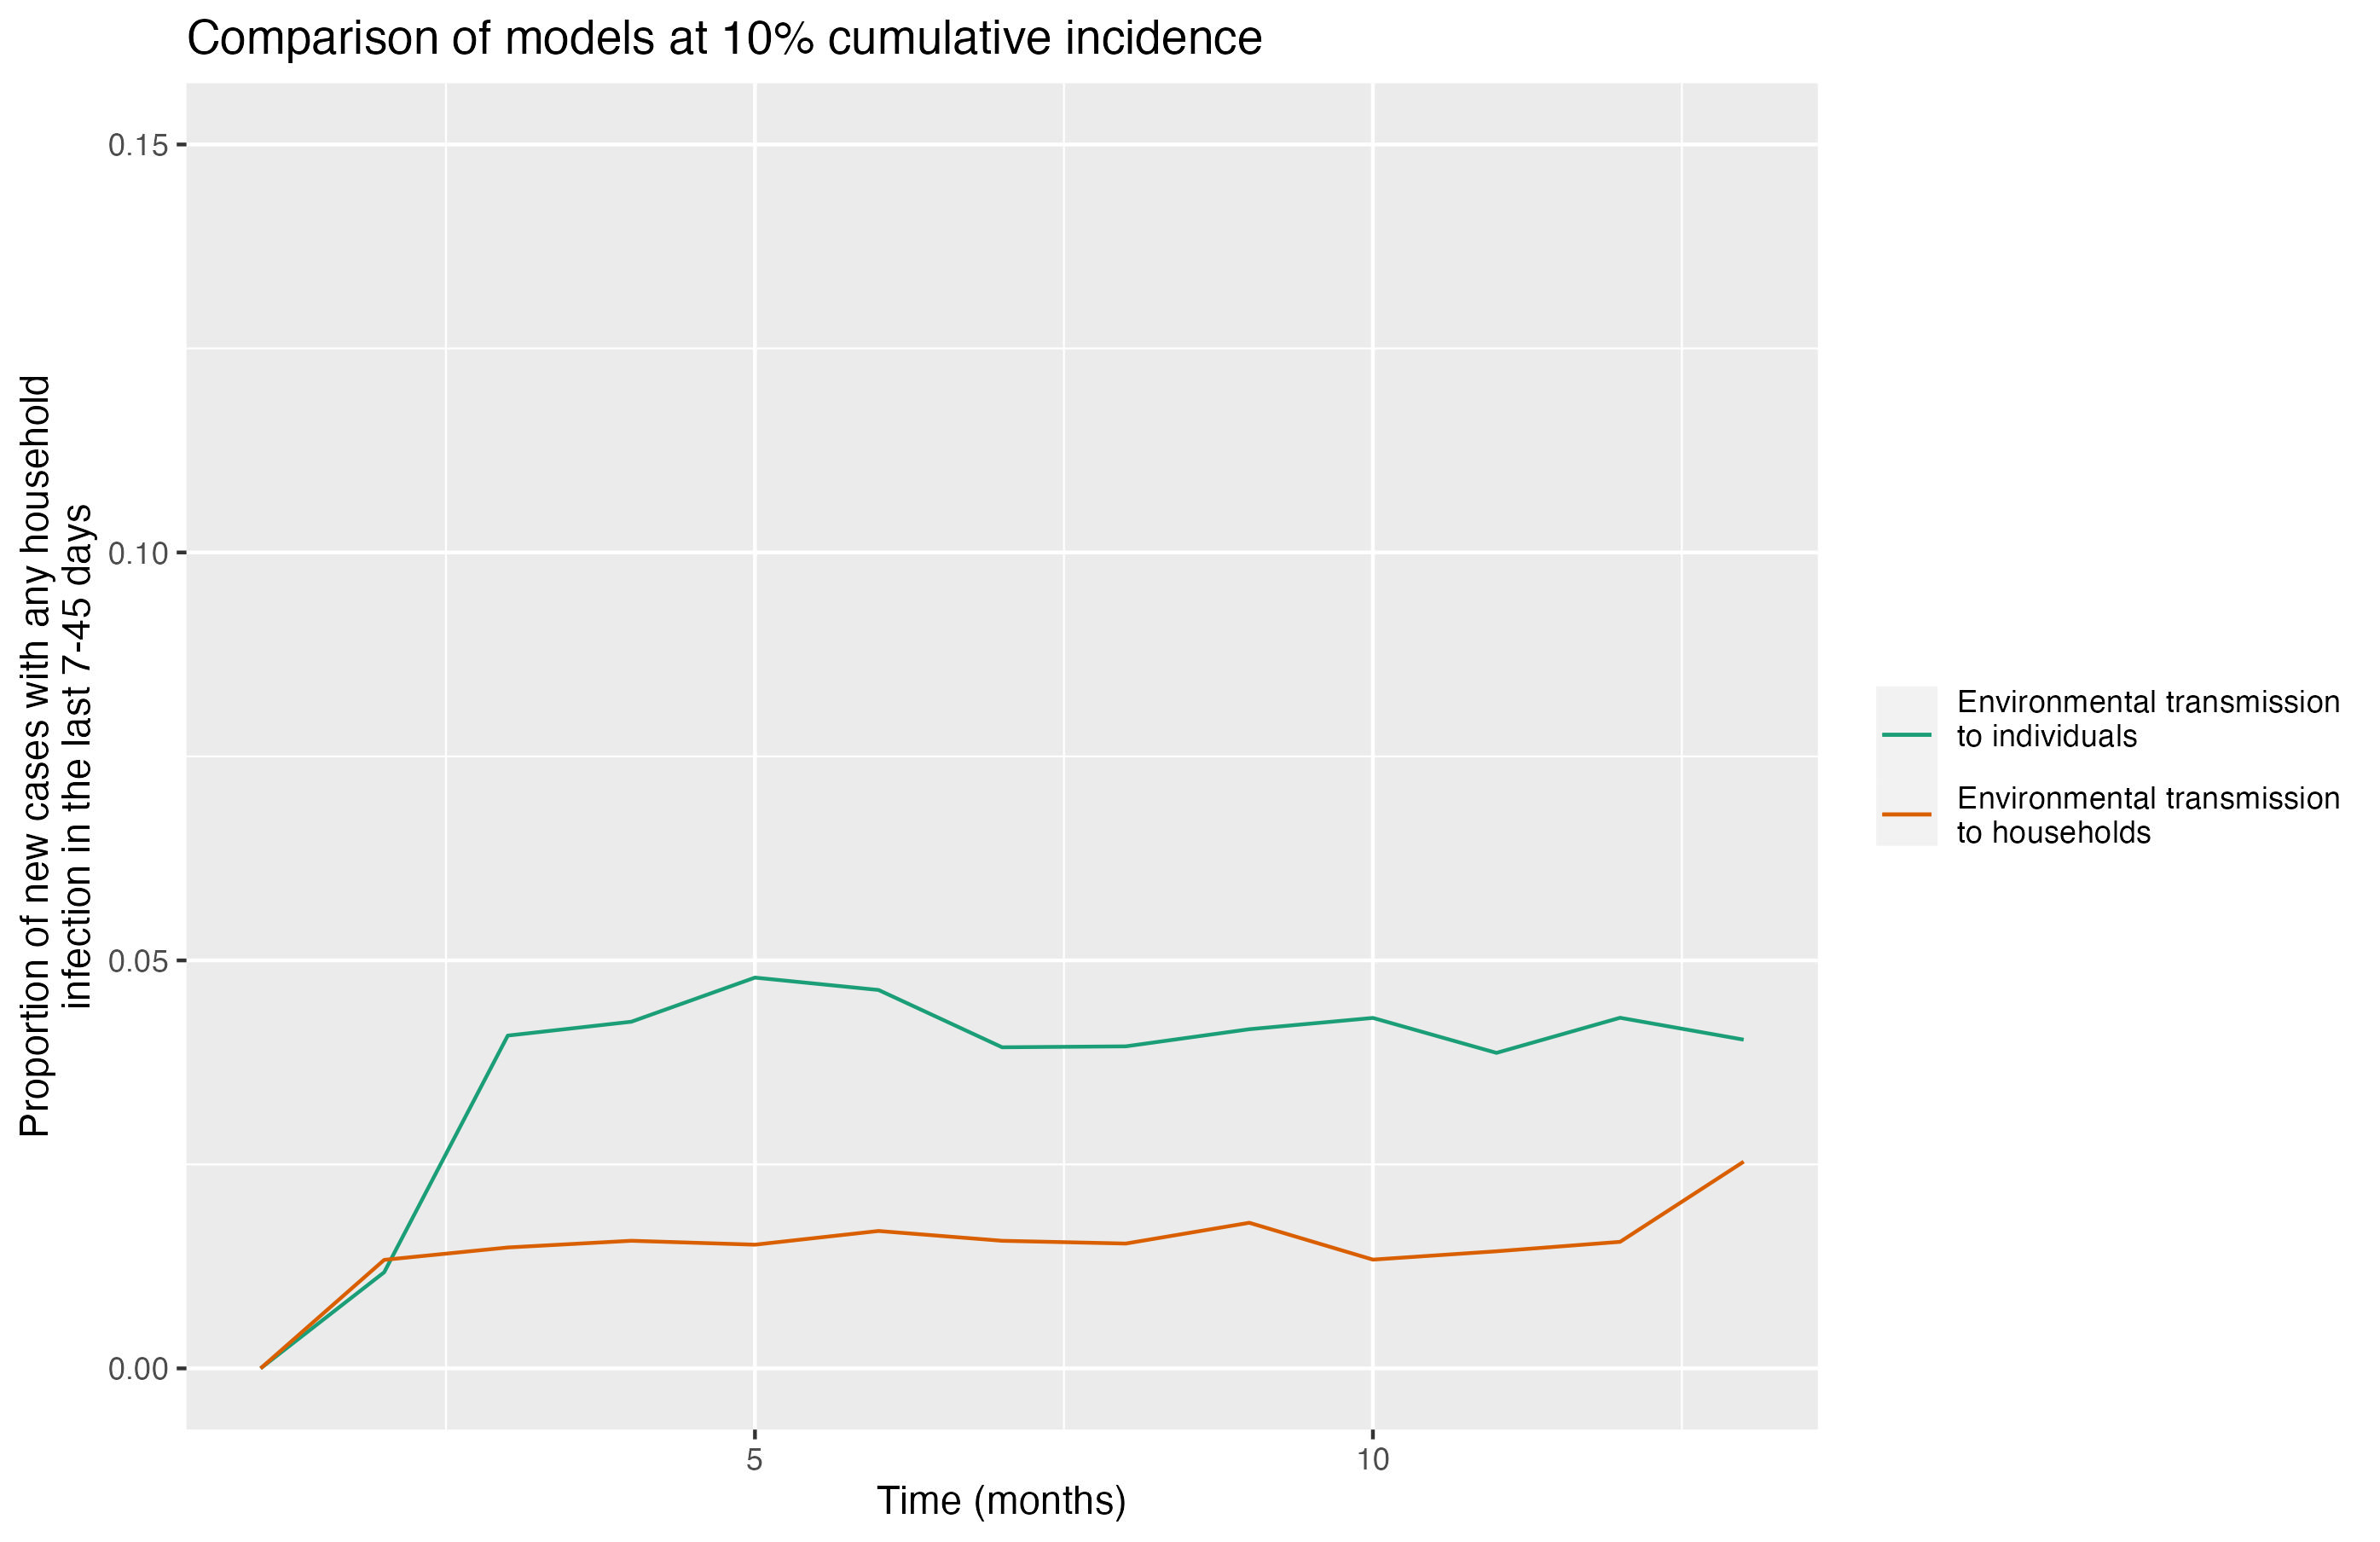 Comparison of models at 10% cumulative incidence
Proportion of new cases with any household
infection in the last 7-45 days
0.15
0.10
0.05
0.00
5
10
Time (months)
Environmental transmission
to individuals
Environmental transmission
to households